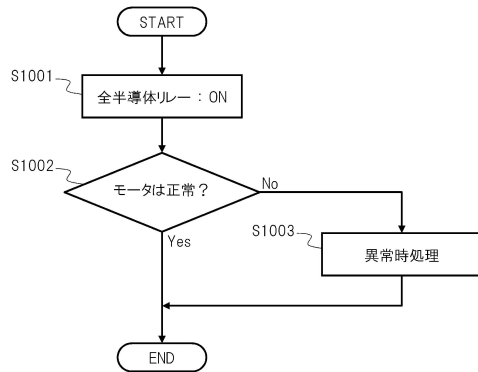 START
S1001
全半導体リレー：ON
S1002
モータは正常？
No
Yes
S1003
異常時処理
END